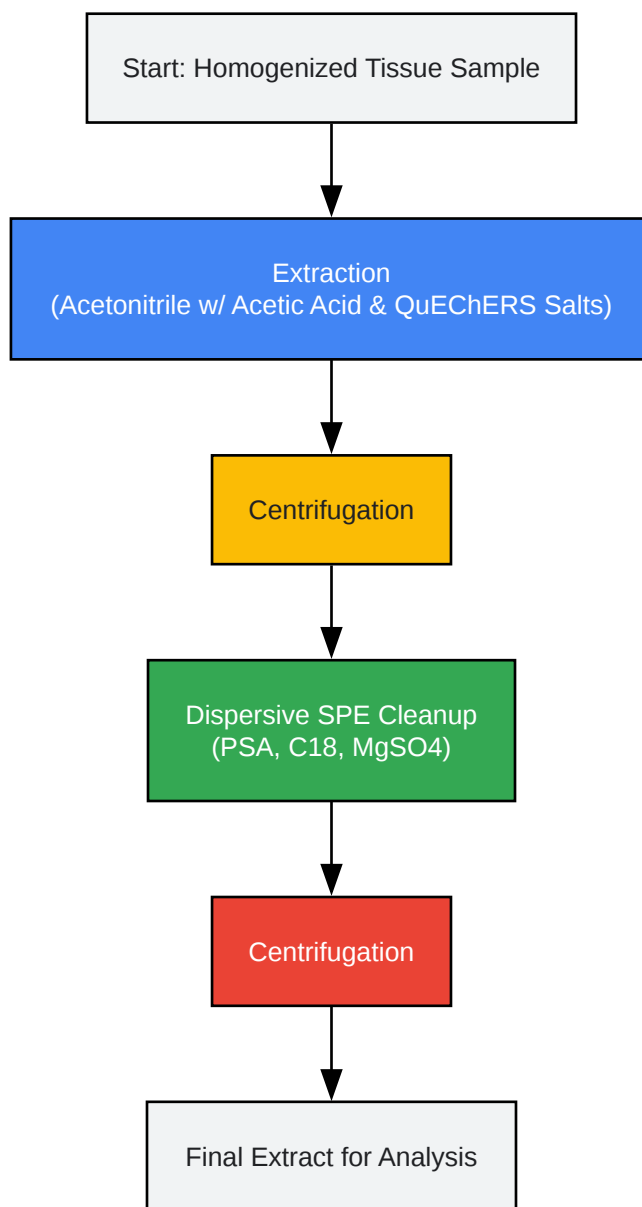 Start: Homogenized Tissue Sample
Extraction
(Acetonitrile w/ Acetic Acid & QuEChERS Salts)
Centrifugation
Dispersive SPE Cleanup
(PSA, C18, MgSO4)
Centrifugation
Final Extract for Analysis